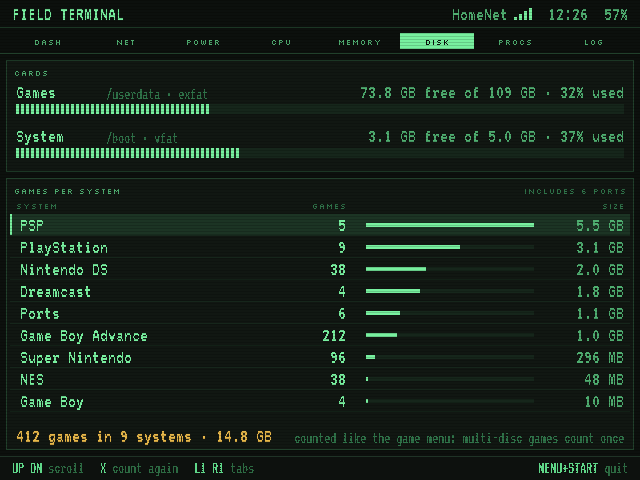 FIELD TERMINAL HomeNet 12:26 57%
DASH NET POWER CPU MEMORY DISK PROCS LOG
CARDS
Games /userdata · exfat 73.8 GB free of 109 GB · 32% used
System /boot · vfat 3.1 GB free of 5.0 GB · 37% used
GAMES PER SYSTEM INCLUDES 6 PORTS
SYSTEM GAMES SIZE
PSP 5 5.5 GB
PlayStation 9 3.1 GB
Nintendo DS 38 2.0 GB
Dreamcast 4 1.8 GB
Ports 6 1.1 GB
Game Boy Advance 212 1.0 GB
Super Nintendo 96 296 MB
NES 38 48 MB
Game Boy 4 10 MB
412 games in 9 systems · 14.8 GB counted like the game menu: multi-disc games count once
UP DN scroll X count again L1 R1 tabs MENU+START quit